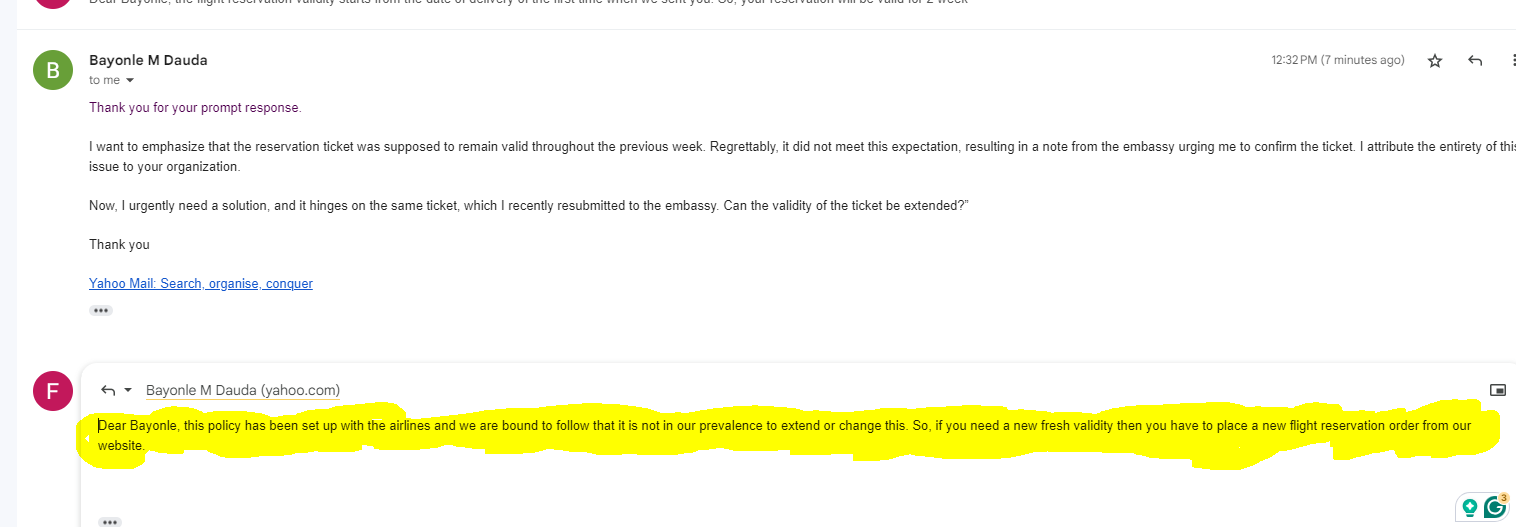 Dear Bayonle, the flight reservation validity starts from the date of delivery of the first time when we sent you. So, your reservation will be valid for 2 week
B
Bayonle M Dauda
12:32 PM (7 minutes ago)
to me
Thank you for your prompt response.
I want to emphasize that the reservation ticket was supposed to remain valid throughout the previous week. Regrettably, it did not meet this expectation, resulting in a note from the embassy urging me to confirm the ticket. I attribute the entirety of this
issue to your organization.
Now, I urgently need a solution, and it hinges on the same ticket, which I recently resubmitted to the embassy. Can the validity of the ticket be extended?”
Thank you
Yahoo Mail: Search, organise, conquer
F
Bayonle M Dauda (yahoo.com)
Dear Bayonle, this policy has been set up with the airlines and we are bound to follow that it is not in our prevalence to extend or change this. So, if you need a new fresh validity then you have to place a new flight reservation order from our
website.
G
3